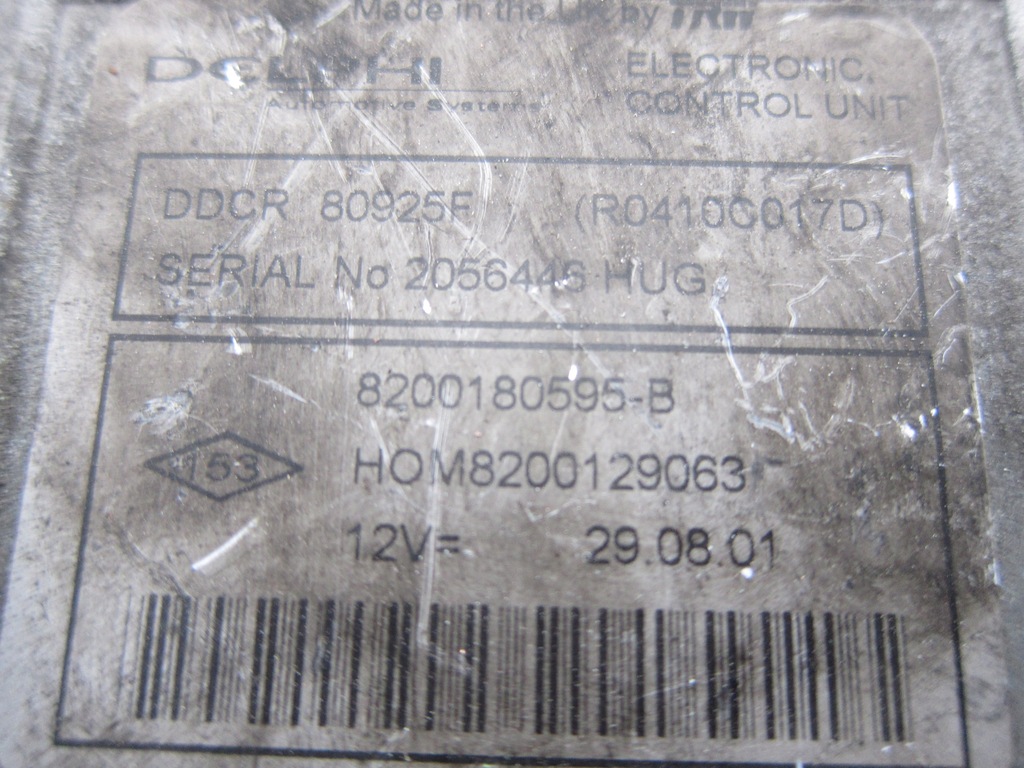 Made in the UK by TRW
DELPHI
Automotive Systems
ELECTRONIC
CONTROL UNIT
DDCR 80925F (R0410C017D)
SERIAL No 2056446 HUG
8200180595-B
153
HOM8200129063
12V=
29.08.01